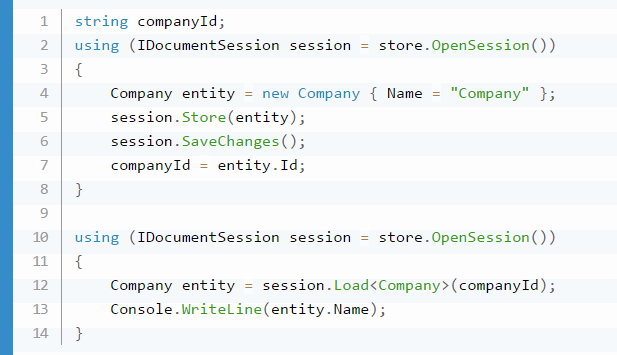 1 string companyId;
2 using (IDocumentSession session = store.OpenSession())
3 {
4     Company entity = new Company { Name = "Company" };
5     session.Store(entity);
6     session.SaveChanges();
7     companyId = entity.Id;
8 }
9
10 using (IDocumentSession session = store.OpenSession())
11 {
12     Company entity = session.Load<Company>(companyId);
13     Console.WriteLine(entity.Name);
14 }